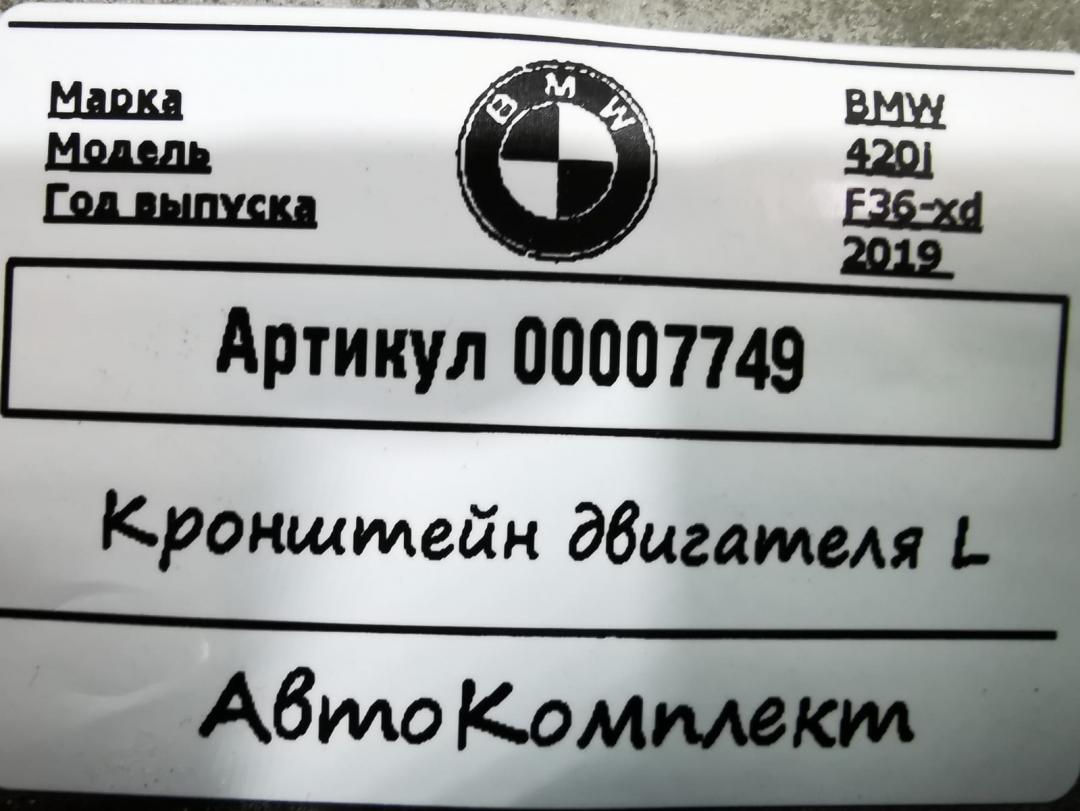 Марка
Модель
Год выпуска
BMW
BMW
420i
F36-xd
2019
Артикул 00007749
Кронштейн двигателя L
АвтоКомплект